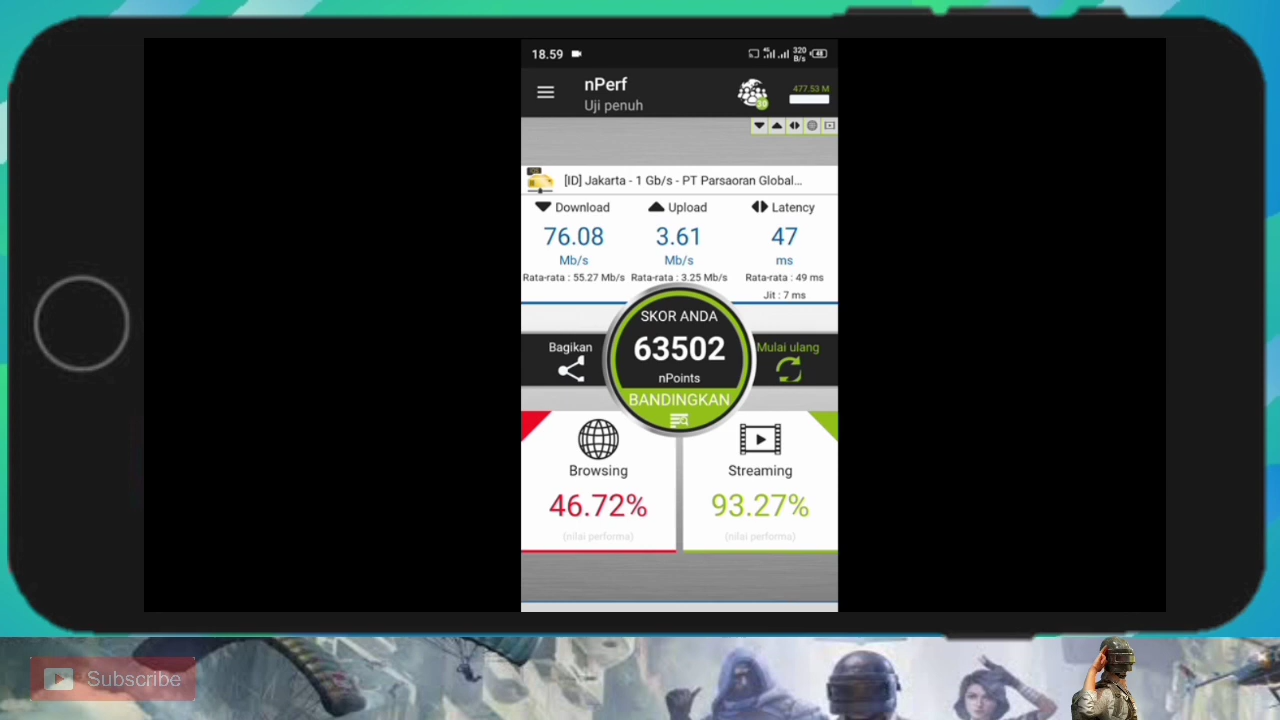 18.59
4G
320
B/s
48
nPerf
Uji penuh
30
477.53 M
[ID] Jakarta - 1 Gb/s - PT Parsaoran Global...
Download Upload Latency
76.08 3.61 47
Mb/s Mb/s ms
Rata-rata : 55.27 Mb/s Rata-rata : 3.25 Mb/s Rata-rata : 49 ms
Jit : 7 ms
SKOR ANDA
Bagikan 63502 Mulai ulang
nPoints
BANDINGKAN
Browsing Streaming
46.72% 93.27%
(nilai performa) (nilai performa)
Subscribe